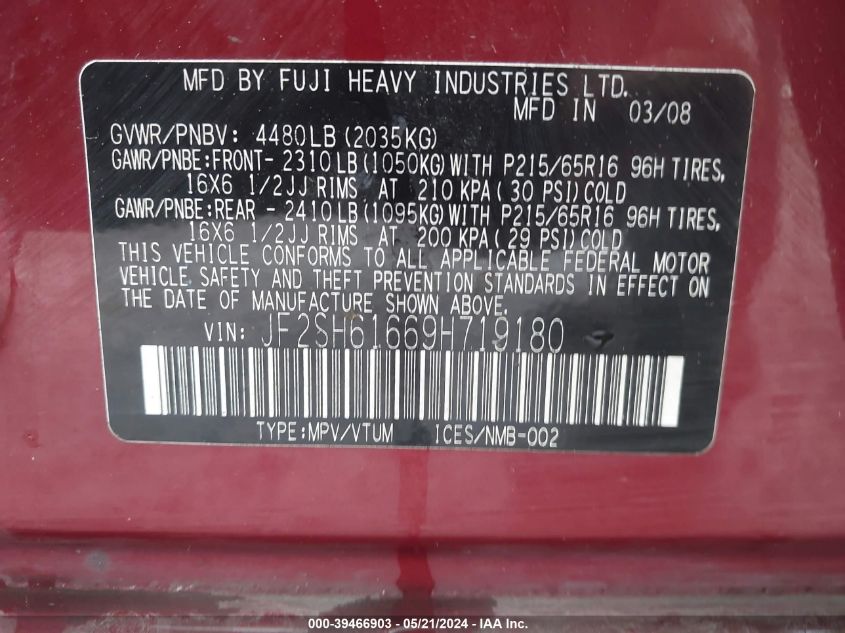 MFD BY FUJI HEAVY INDUSTRIES LTD.
MFD IN 03/08
GVWR/PNBV: 4480LB(2035KG)
GAWR/PNBE:FRONT- 2310LB(1050KG)WITH P215/65R16 96H TIRES,
16X6 1/2JJ RIMS AT 210 KPA(30 PSI)COLD
GAWR/PNBE:REAR - 2410LB(1095KG)WITH P215/65R16 96H TIRES,
16X6 1/2JJ RIMS AT 200 KPA(29 PSI)COLD
THIS VEHICLE CONFORMS TO ALL APPLICABLE FEDERAL MOTOR
VEHICLE SAFETY AND THEFT PREVENTION STANDARDS IN EFFECT ON
THE DATE OF MANUFACTURE SHOWN ABOVE.
VIN: JF2SH61669H719180
TYPE:MPV/VTUM ICES/NMB-002
000-39466903 - 05/21/2024 - IAA Inc.